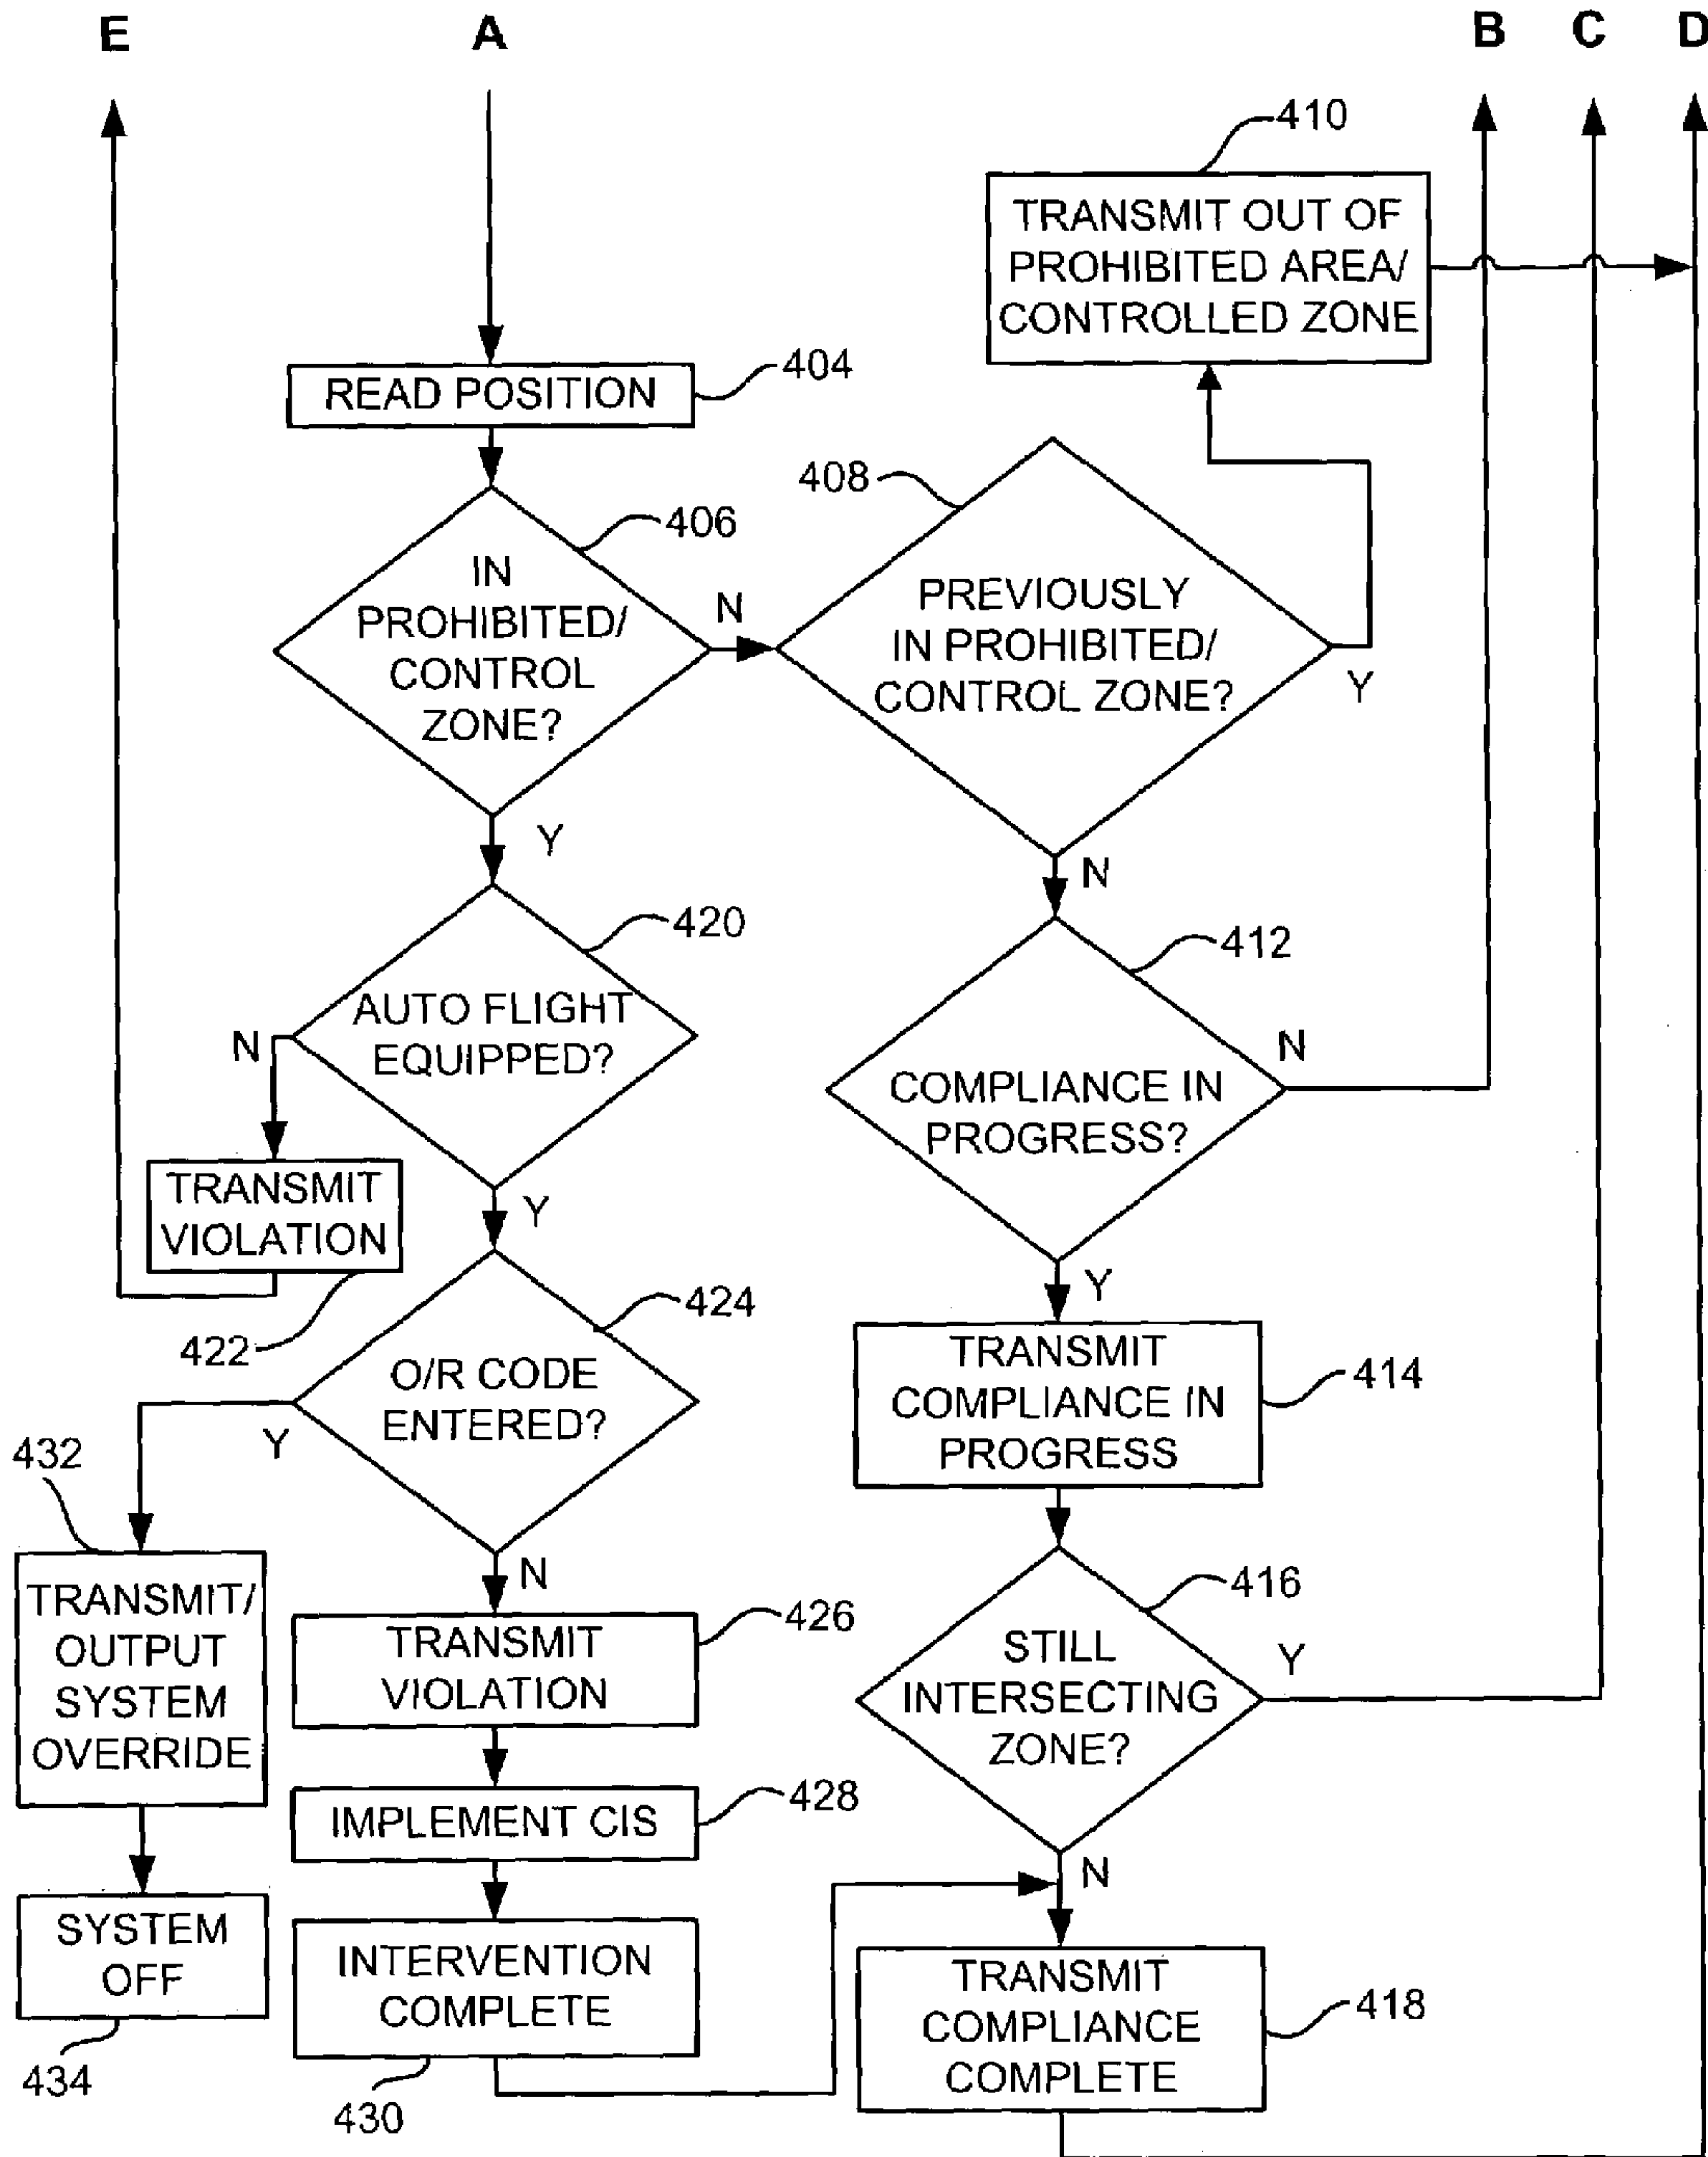 E
A
B
C
D
410
TRANSMIT OUT OF
PROHIBITED AREA/
CONTROLLED ZONE
404
READ POSITION
408
406
IN
PROHIBITED/
CONTROL
ZONE?
N
PREVIOUSLY
IN PROHIBITED/
CONTROL ZONE?
Y
Y
N
420
412
AUTO FLIGHT
EQUIPPED?
N
COMPLIANCE IN
PROGRESS?
N
TRANSMIT
VIOLATION
422
Y
Y
424
O/R CODE
ENTERED?
Y
TRANSMIT
COMPLIANCE IN
PROGRESS
414
432
TRANSMIT/
OUTPUT
SYSTEM
OVERRIDE
N
416
STILL
INTERSECTING
ZONE?
Y
426
TRANSMIT
VIOLATION
428
IMPLEMENT CIS
N
SYSTEM
OFF
434
INTERVENTION
COMPLETE
430
TRANSMIT
COMPLIANCE
COMPLETE
418